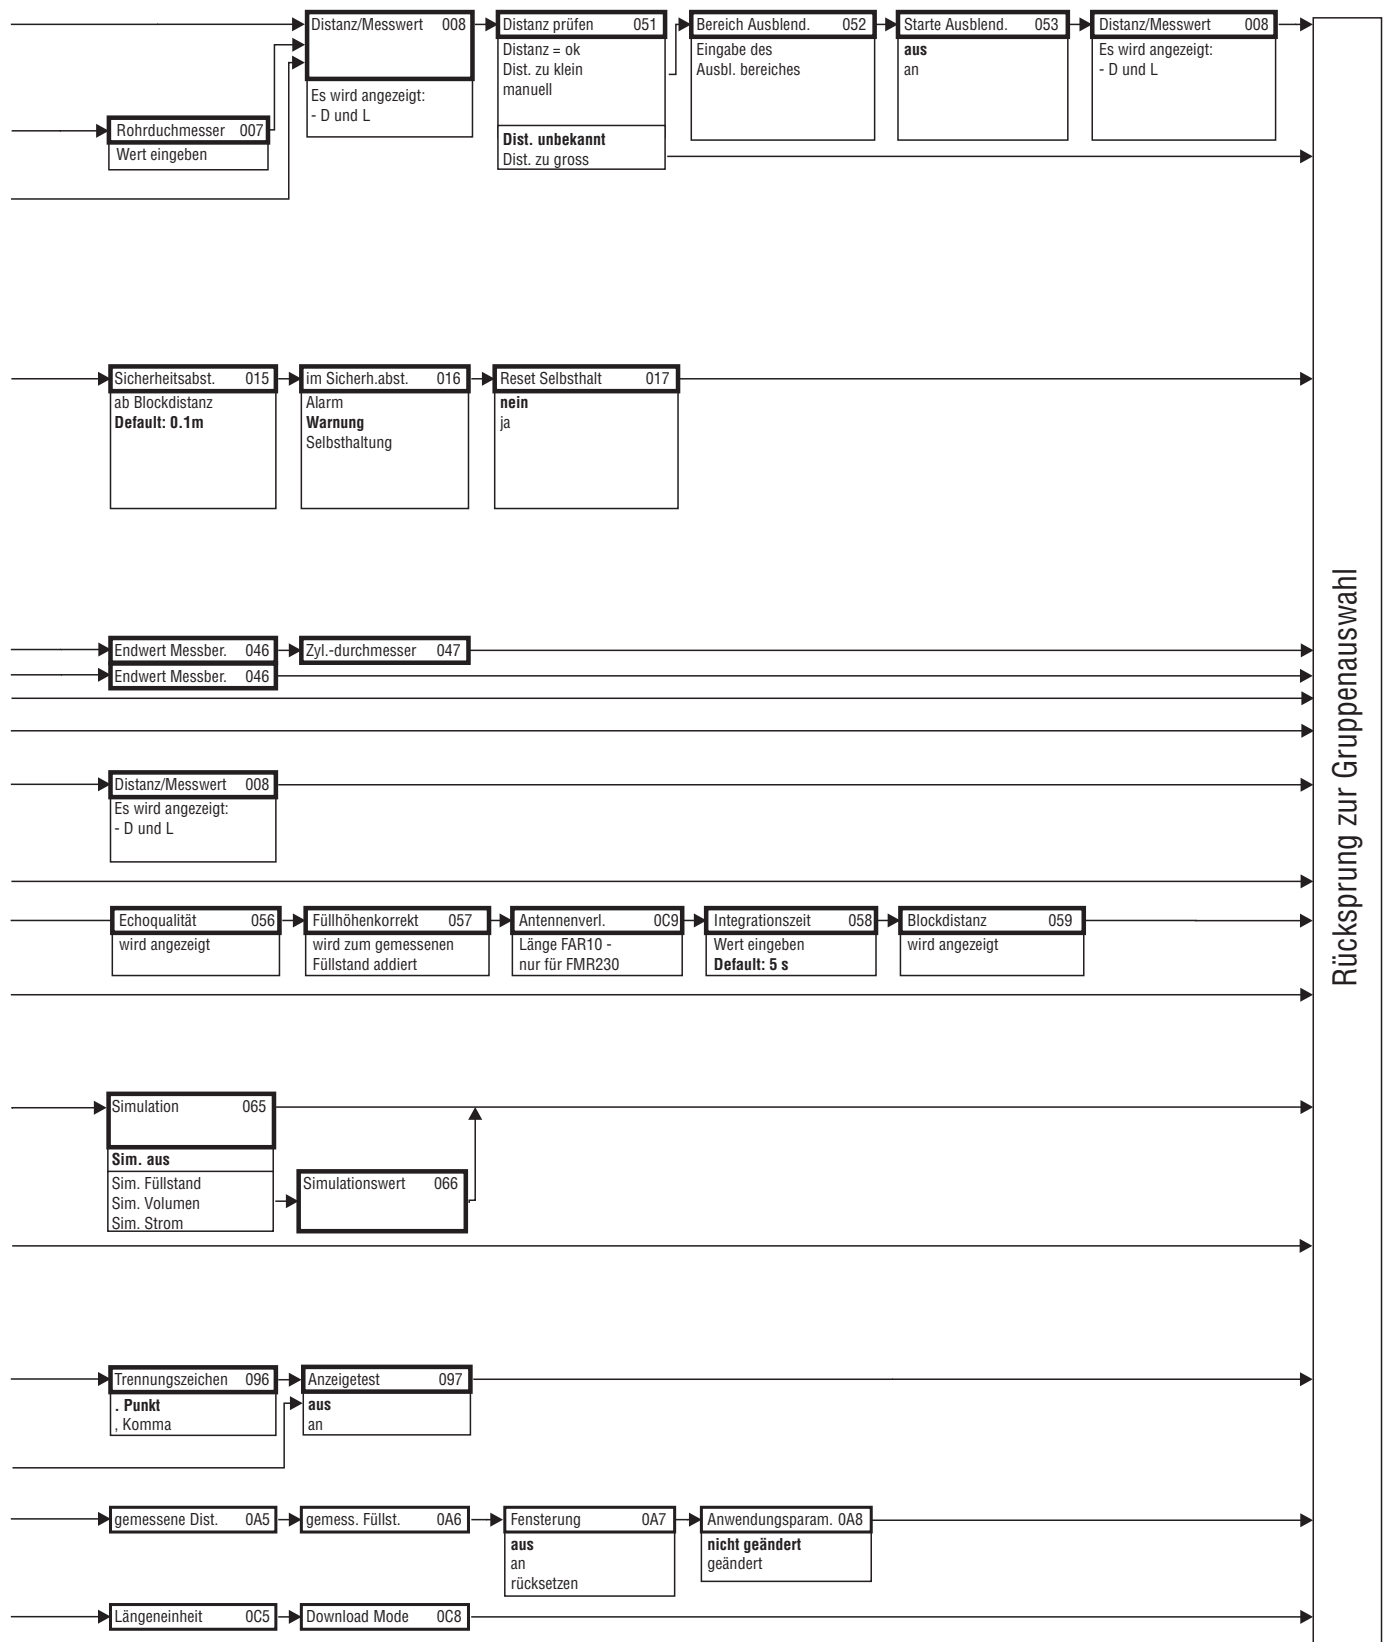 Distanz/Messwert 008
Es wird angezeigt:
- D und L
Distanz prüfen 051
Distanz = ok
Dist. zu klein
manuell
Dist. unbekannt
Dist. zu gross
Bereich Ausblend. 052
Eingabe des
Ausbl. bereiches
Starte Ausblend. 053
aus
an
Distanz/Messwert 008
Es wird angezeigt:
- D und L
Rohrduchmesser 007
Wert eingeben
Sicherheitsabst. 015
ab Blockdistanz
Default: 0.1m
im Sicherh.abst. 016
Alarm
Warnung
Selbsthaltung
Reset Selbsthalt 017
nein
ja
Endwert Messber. 046
Zyl.-durchmesser 047
Endwert Messber. 046
Distanz/Messwert 008
Es wird angezeigt:
- D und L
Echoqualität 056
wird angezeigt
Füllhöhenkorrekt 057
wird zum gemessenen
Füllstand addiert
Antennenverl. 0C9
Länge FAR10 -
nur für FMR230
Integrationszeit 058
Wert eingeben
Default: 5 s
Blockdistanz 059
wird angezeigt
Simulation 065
Sim. aus
Sim. Füllstand
Sim. Volumen
Sim. Strom
Simulationswert 066
Trennungszeichen 096
. Punkt
, Komma
Anzeigetest 097
aus
an
gemessene Dist. 0A5
gemess. Füllst. 0A6
Fensterung 0A7
aus
an
rücksetzen
Anwendungsparam. 0A8
nicht geändert
geändert
Längeneinheit 0C5
Download Mode 0C8
Rücksprung zur Gruppenauswahl